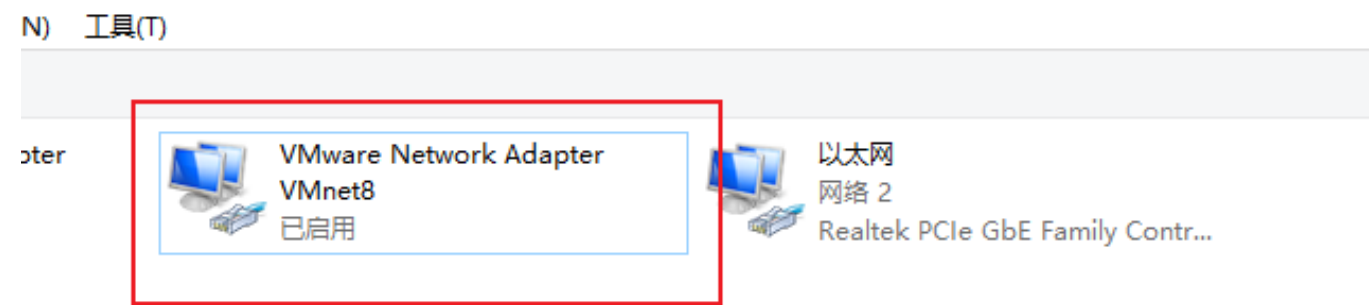 N) 工具(T)
pter
VMware Network Adapter
VMnet8
已启用
以太网
网络 2
Realtek PCIe GbE Family Contr...